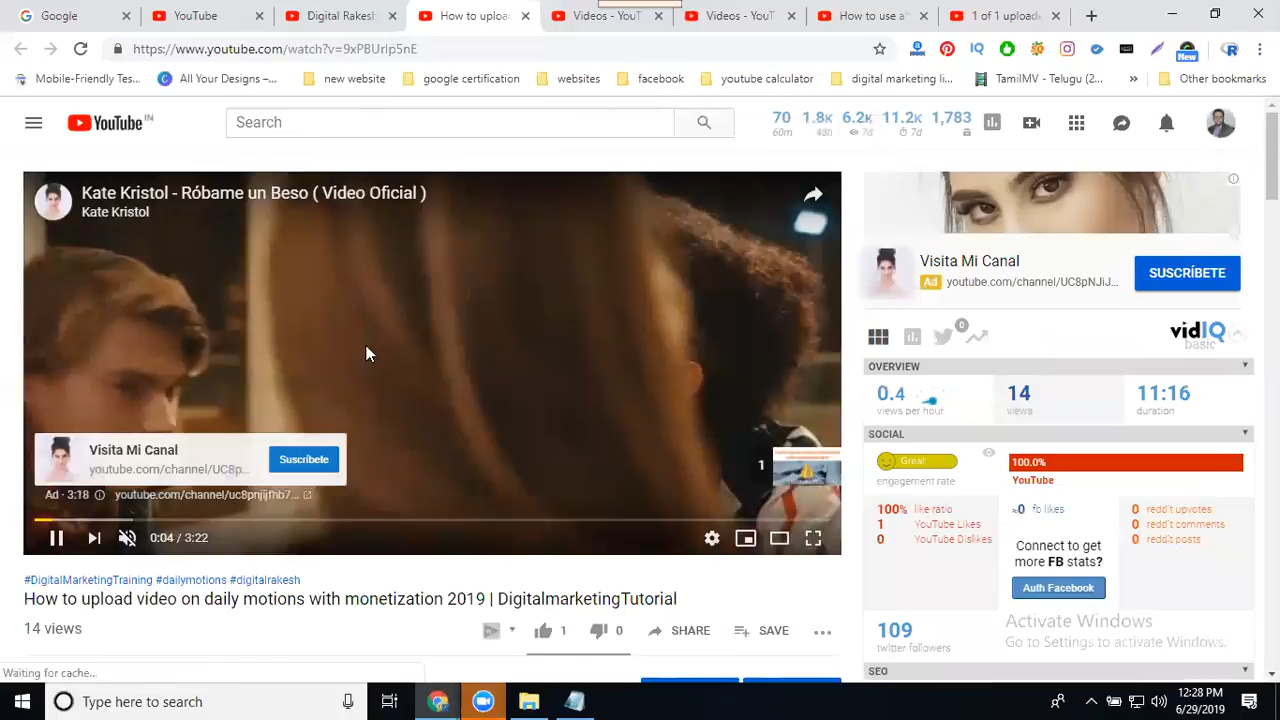 Google
YouTube
Digital Rakes
How to uploa
Videos - YouT
Videos - YouT
How to use a
1 of 1 uploade
https://www.youtube.com/watch?v=9xPBUrlp5nE
New
Mobile-Friendly Tes...
All Your Designs –...
new website
google certification
websites
facebook
youtube calculator
digital marketing li...
TamilMV - Telugu (2...
Other bookmarks
YouTube IN
Search
70 1.8K 6.2K 11.2K 1,783
60m 48h 7d 7d
Kate Kristol - Róbame un Beso ( Video Oficial )
Kate Kristol
Visita Mi Canal
youtube.com/channel/UC8p...
Suscríbete
1
Ad · 3:18 youtube.com/channel/uc8pnjijfhb7...
0:04 / 3:22
Visita Mi Canal
Ad youtube.com/channel/UC8pNJiJ...
SUSCRÍBETE
0
vidIQ
basic
OVERVIEW
0.4 14 11:16
views per hour views duration
SOCIAL
Great
engagement rate
100.0%
YouTube
100% like ratio
1 YouTube Likes
0 YouTube Dislikes
≈0 fb likes
Connect to get
more FB stats?
Auth Facebook
0 reddit upvotes
0 reddit comments
0 reddit posts
109
twitter followers
SEO
#DigitalMarketingTraining #dailymotions #digitalrakesh
How to upload video on daily motions with monetization 2019 | DigitalmarketingTutorial
14 views
1 0 SHARE SAVE
Activate Windows
Go to Settings to activate Windows.
Waiting for cache...
Type here to search
12:28 PM
6/29/2019